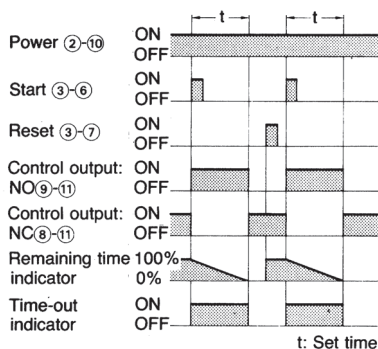 t t
Power ②-⑩ ON
OFF
Start ③-⑥ ON
OFF
Reset ③-⑦ ON
OFF
Control output: ON
NO⑨-⑪ OFF
Control output: ON
NC⑧-⑪ OFF
Remaining time 100%
indicator 0%
Time-out ON
indicator OFF
t: Set time